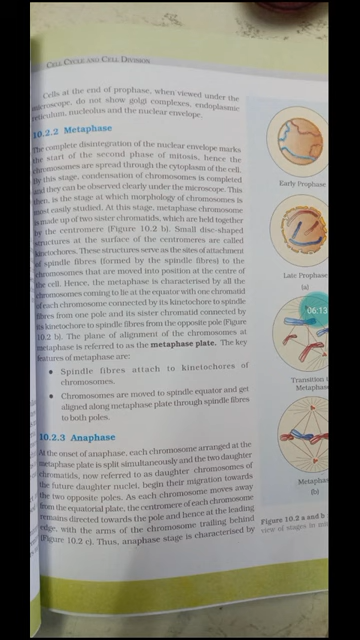 CELL CYCLE AND CELL DIVISION
Cells at the end of prophase, when viewed under the
microscope, do not show golgi complexes, endoplasmic
reticulum, nucleolus and the nuclear envelope.
10.2.2 Metaphase
The complete disintegration of the nuclear envelope marks
the start of the second phase of mitosis, hence the
chromosomes are spread through the cytoplasm of the cell.
By this stage, condensation of chromosomes is completed
and they can be observed clearly under the microscope. This
then, is the stage at which morphology of chromosomes is
most easily studied. At this stage, metaphase chromosome
is made up of two sister chromatids, which are held together
by the centromere (Figure 10.2 b). Small disc-shaped
structures at the surface of the centromeres are called
kinetochores. These structures serve as the sites of attachment
of spindle fibres (formed by the spindle fibres) to the
chromosomes that are moved into position at the centre of
the cell. Hence, the metaphase is characterised by all the
chromosomes coming to lie at the equator with one chromatid
of each chromosome connected by its kinetochore to spindle
fibres from one pole and its sister chromatid connected by
its kinetochore to spindle fibres from the opposite pole (Figure
10.2 b). The plane of alignment of the chromosomes at
metaphase is referred to as the metaphase plate. The key
features of metaphase are:
● Spindle fibres attach to kinetochores of
chromosomes.
● Chromosomes are moved to spindle equator and get
aligned along metaphase plate through spindle fibres
to both poles.
10.2.3 Anaphase
At the onset of anaphase, each chromosome arranged at the
metaphase plate is split simultaneously and the two daughter
chromatids, now referred to as daughter chromosomes of
the future daughter nuclei, begin their migration towards
the two opposite poles. As each chromosome moves away
from the equatorial plate, the centromere of each chromosome
remains directed towards the pole and hence at the leading
edge, with the arms of the chromosome trailing behind
(Figure 10.2 c). Thus, anaphase stage is characterised by
Early Prophase
Late Prophase
(a)
06:13
Transition
Metaphase
Metaphase
(b)
Figure 10.2 a and b
view of stages in